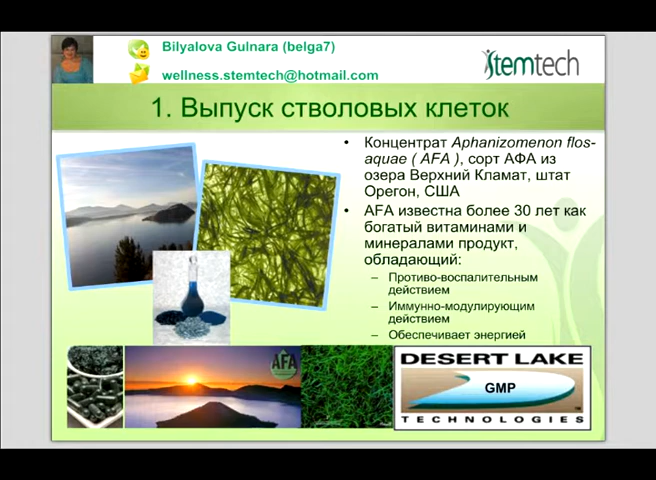 Bilyalova Gulnara (belga7)
wellness.stemtech@hotmail.com
stemtech
1. Выпуск стволовых клеток
• Концентрат Aphanizomenon flos-
aquae ( AFA ), сорт АФА из
озера Верхний Кламат, штат
Орегон, США
• AFA известна более 30 лет как
богатый витаминами и
минералами продукт,
обладающий:
– Противо-воспалительным
действием
– Иммунно-модулирующим
действием
– Обеспечивает энергией
AFA
DESERT LAKE
GMP
TECHNOLOGIES